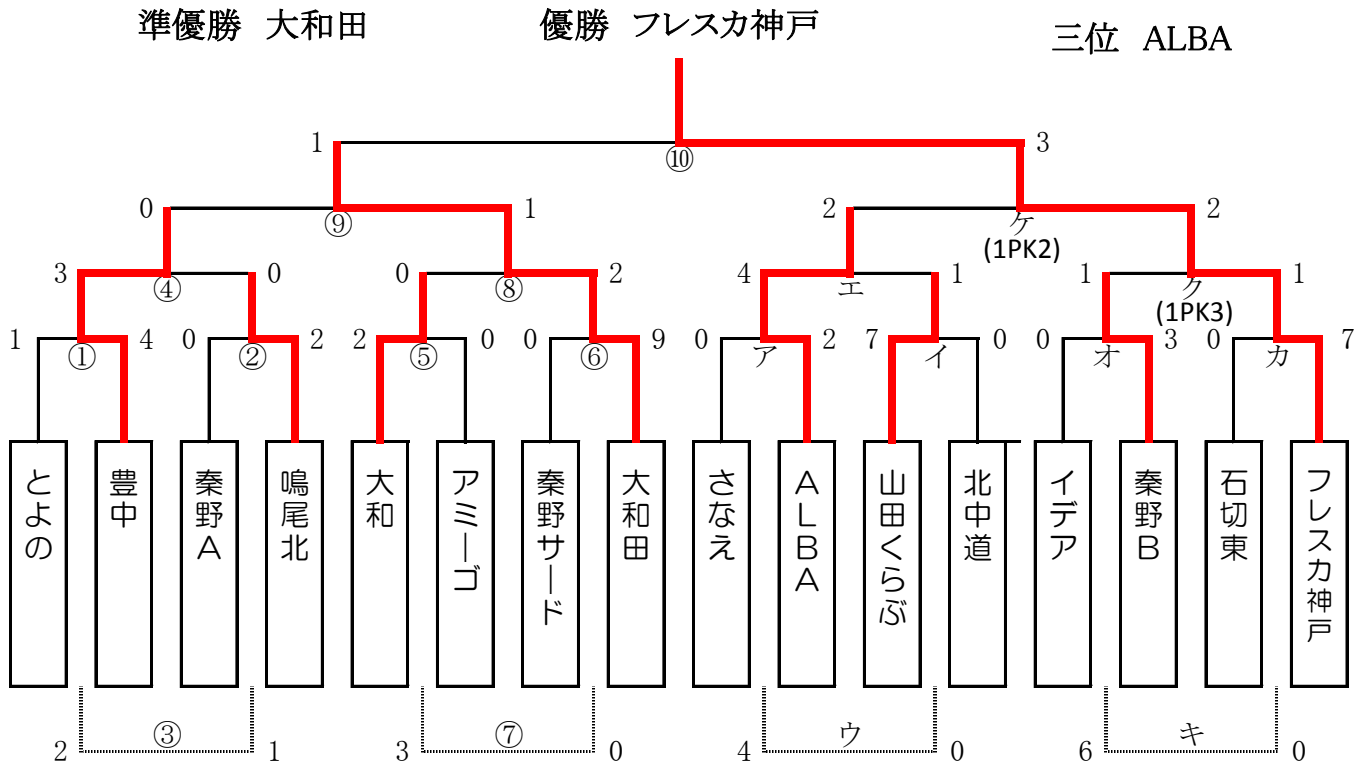 準優勝 大和田 優勝 フレスカ神戸 三位 ALBA
1 ⑩ 3
0 ⑨ 1 2 ケ 2
(1PK2)
3 ④ 0 0 ⑧ 2 4 エ 1 1 ク 1
(1PK3)
1 ① 4 0 ② 2 2 ⑤ 0 0 ⑥ 9 0 ア 2 7 イ 0 0 オ 3 0 カ 7
とよの
豊中
秦野A
鳴尾北
大和
アミーゴ
秦野サード
大和田
さなえ
ALBA
山田くらぶ
北中道
イデア
秦野B
石切東
フレスカ神戸
2 ③ 1 3 ⑦ 0 4 ウ 0 6 キ 0